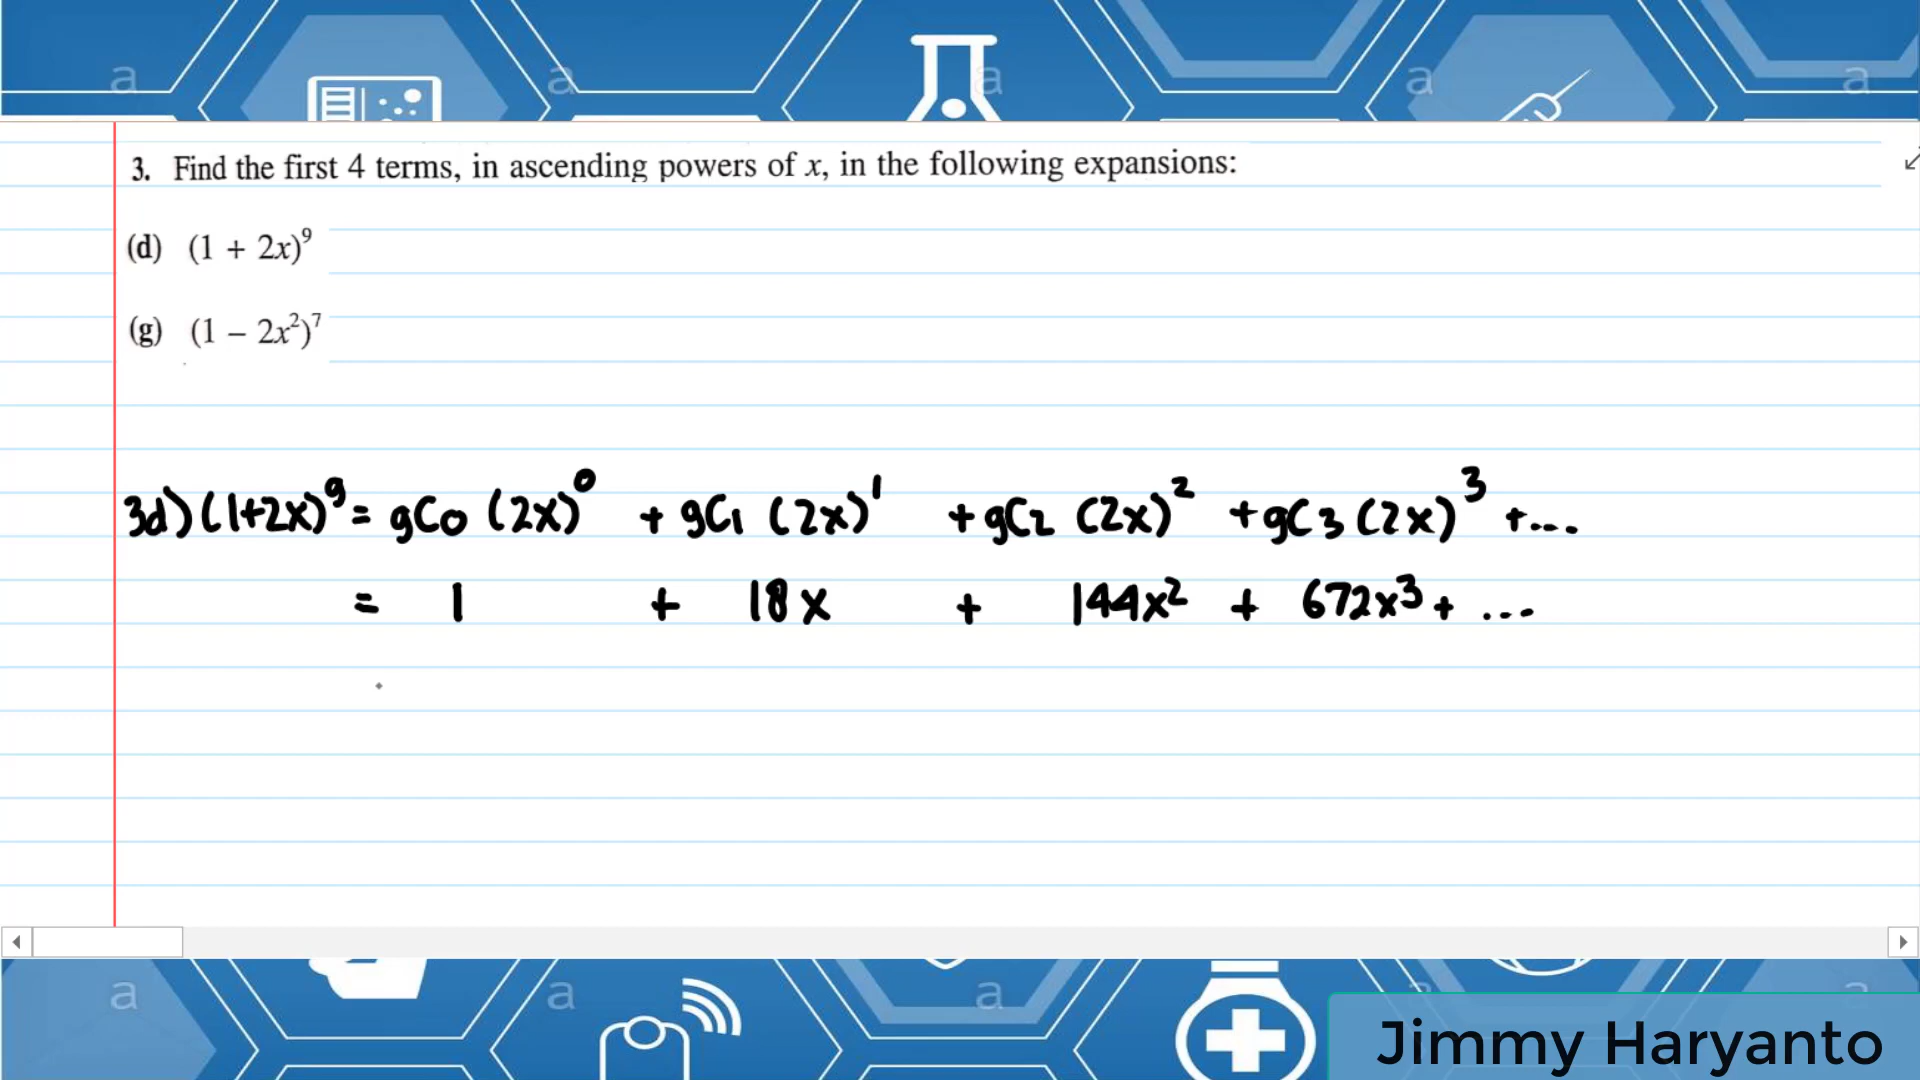 3. Find the first 4 terms, in ascending powers of x, in the following expansions:
(d) (1 + 2x)⁹
(g) (1 – 2x²)⁷
3d) (1+2x)⁹ = 9C0 (2x)⁰ + 9C1 (2x)¹ + 9C2 (2x)² + 9C3 (2x)³ + ...
= 1 + 18x + 144x² + 672x³ + ...
Jimmy Haryanto